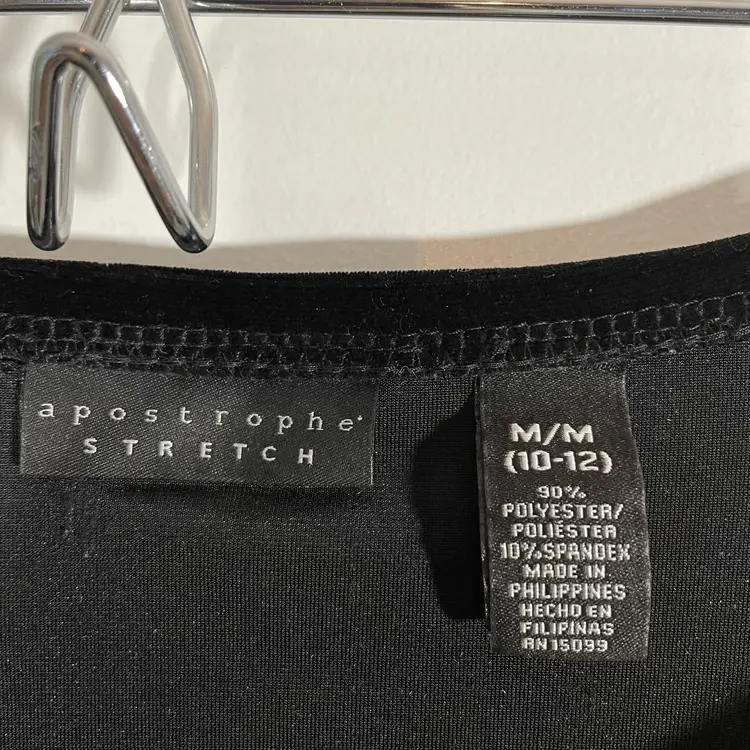 apostrophe
STRETCH
M/M
(10-12)
90%
POLYESTER/
POLIÉSTER
10%SPANDEX
MADE IN
PHILIPPINES
HECHO EN
FILIPINAS
RN 15099